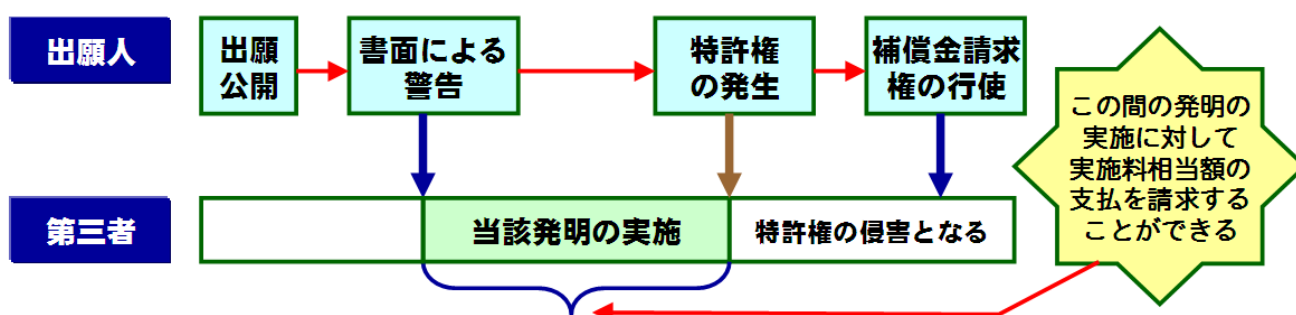 出願人
出願
公開
書面による
警告
特許権
の発生
補償金請求
権の行使
この間の発明の
実施に対して
実施料相当額の
支払を請求する
ことができる
第三者
当該発明の実施
特許権の侵害となる